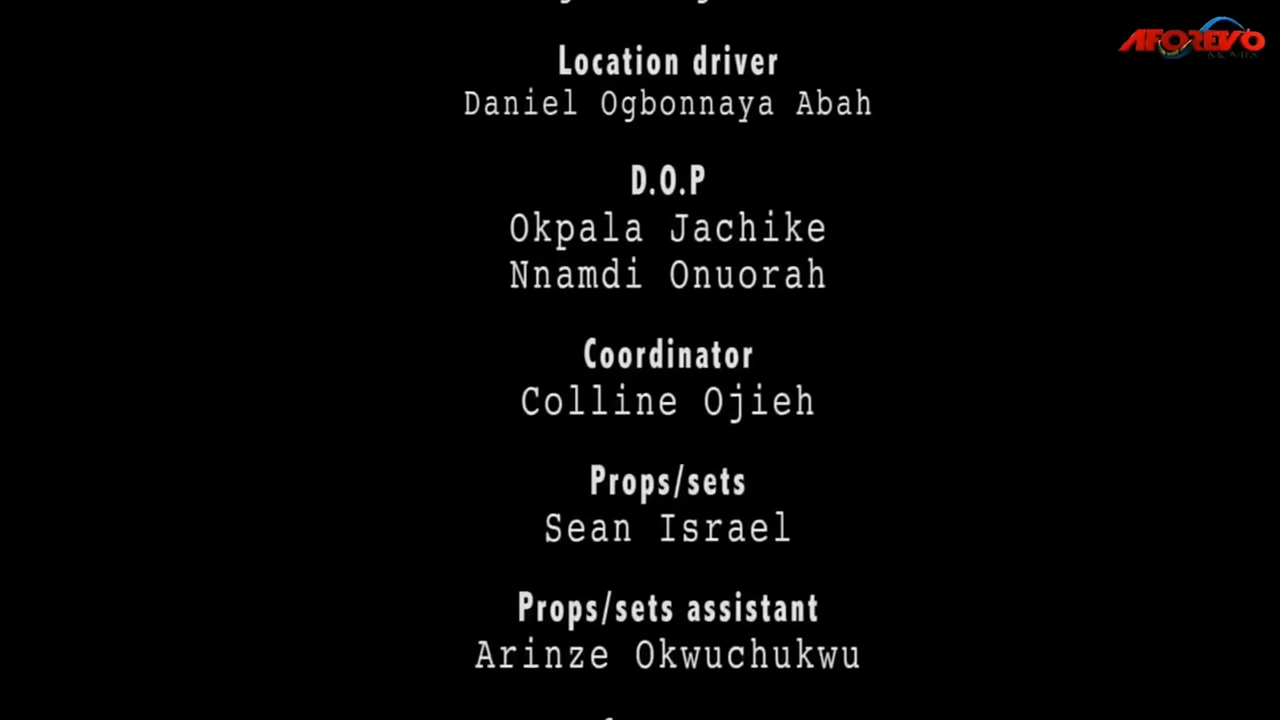 AFOREVO
Location driver
Daniel Ogbonnaya Abah
D.O.P
Okpala Jachike
Nnamdi Onuorah
Coordinator
Colline Ojieh
Props/sets
Sean Israel
Props/sets assistant
Arinze Okwuchukwu